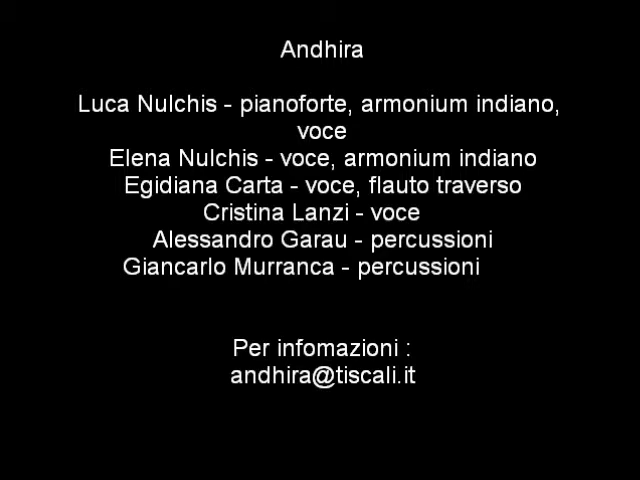 Andhira
Luca Nulchis - pianoforte, armonium indiano,
voce
Elena Nulchis - voce, armonium indiano
Egidiana Carta - voce, flauto traverso
Cristina Lanzi - voce
Alessandro Garau - percussioni
Giancarlo Murranca - percussioni
Per infomazioni :
andhira@tiscali.it